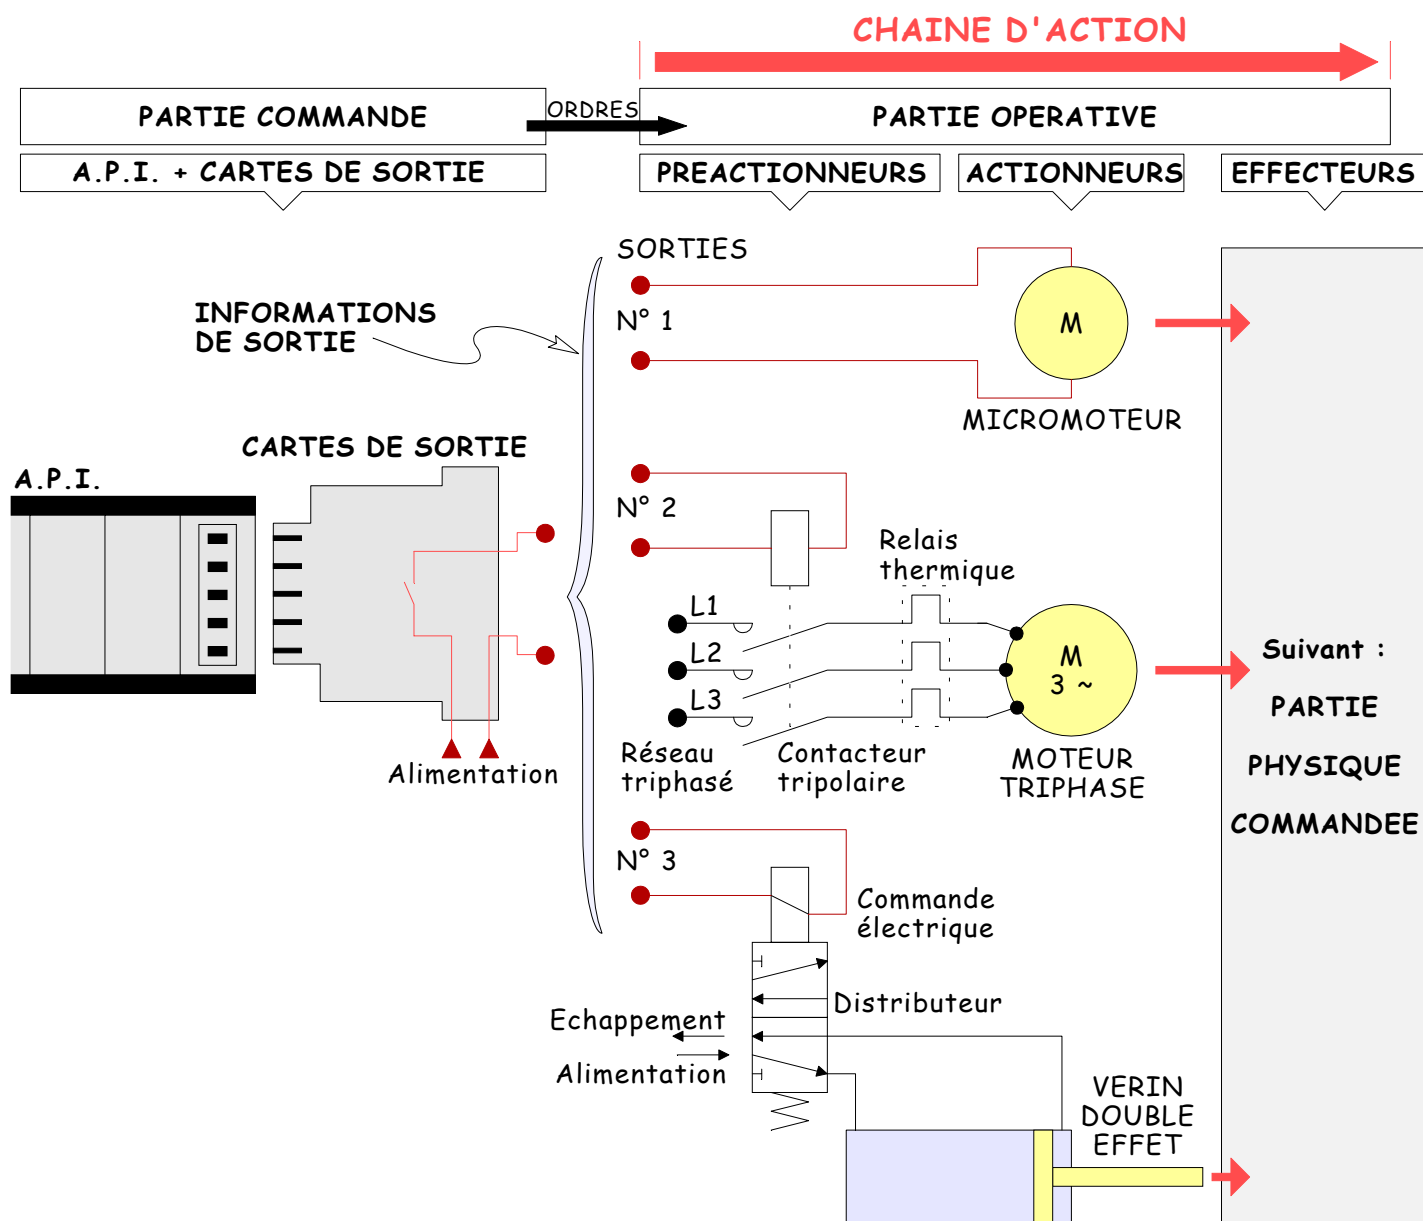 CHAINE D'ACTION
PARTIE COMMANDE
ORDRES
PARTIE OPERATIVE
A.P.I. + CARTES DE SORTIE
PREACTIONNEURS
ACTIONNEURS
EFFECTEURS
SORTIES
INFORMATIONS
DE SORTIE
N° 1
M
MICROMOTEUR
CARTES DE SORTIE
A.P.I.
N° 2
Relais
thermique
L1
L2
L3
M
3 ~
Réseau
triphasé
Contacteur
tripolaire
MOTEUR
TRIPHASE
Alimentation
Suivant :
PARTIE
PHYSIQUE
COMMANDEE
N° 3
Commande
électrique
Distributeur
Echappement
Alimentation
VERIN
DOUBLE
EFFET